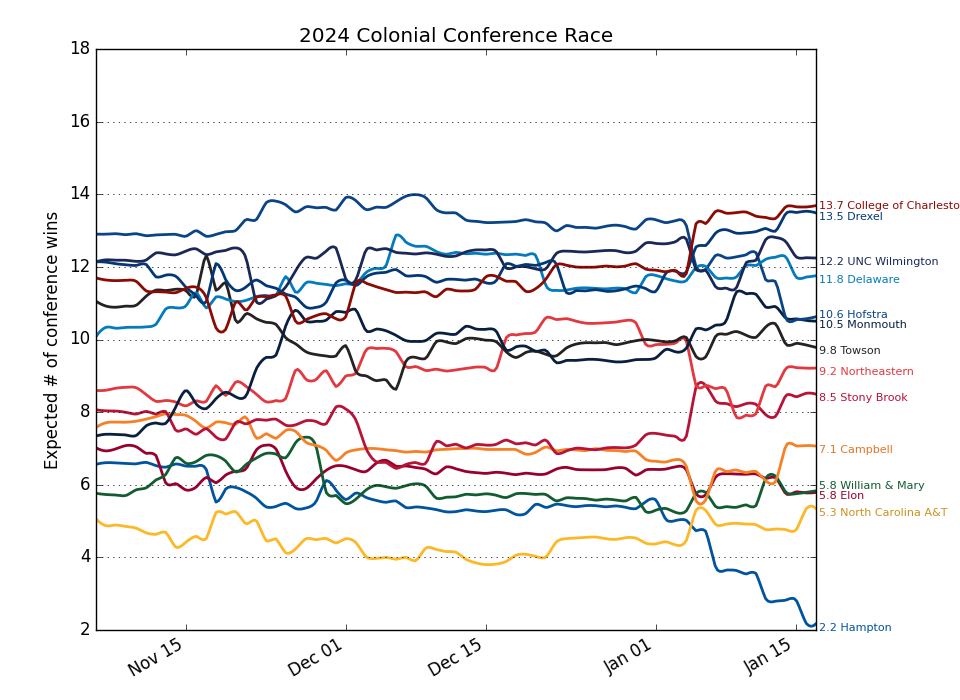 2024 Colonial Conference Race
Expected # of conference wins
18
16
14
12
10
8
6
4
2
13.7 College of Charlesto
13.5 Drexel
12.2 UNC Wilmington
11.8 Delaware
10.6 Hofstra
10.5 Monmouth
9.8 Towson
9.2 Northeastern
8.5 Stony Brook
7.1 Campbell
5.8 William & Mary
5.8 Elon
5.3 North Carolina A&T
2.2 Hampton
Nov 15
Dec 01
Dec 15
Jan 01
Jan 15